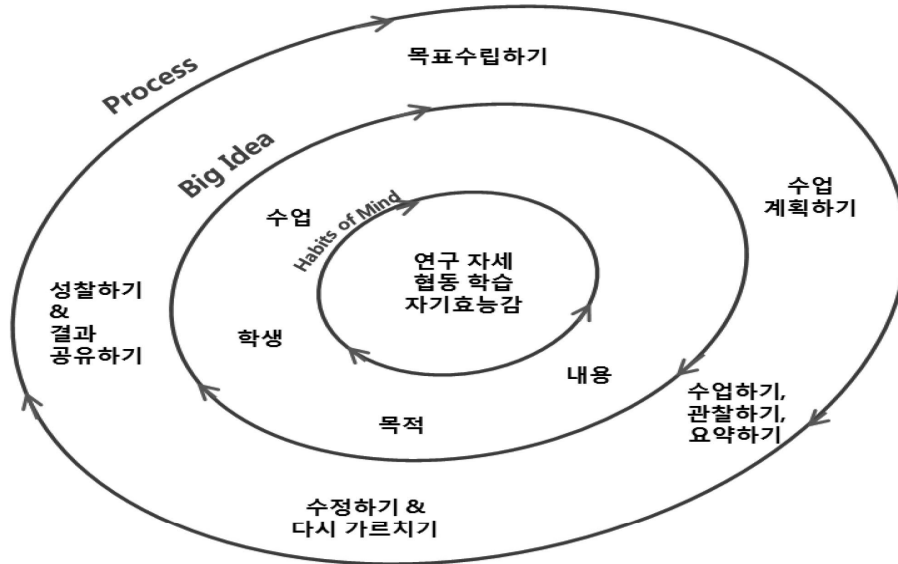 Process
목표수립하기
수업
계획하기
수업하기,
관찰하기,
요약하기
수정하기 &
다시 가르치기
성찰하기
&
결과
공유하기
Big Idea
수업
내용
목적
학생
Habits of Mind
연구 자세
협동 학습
자기효능감